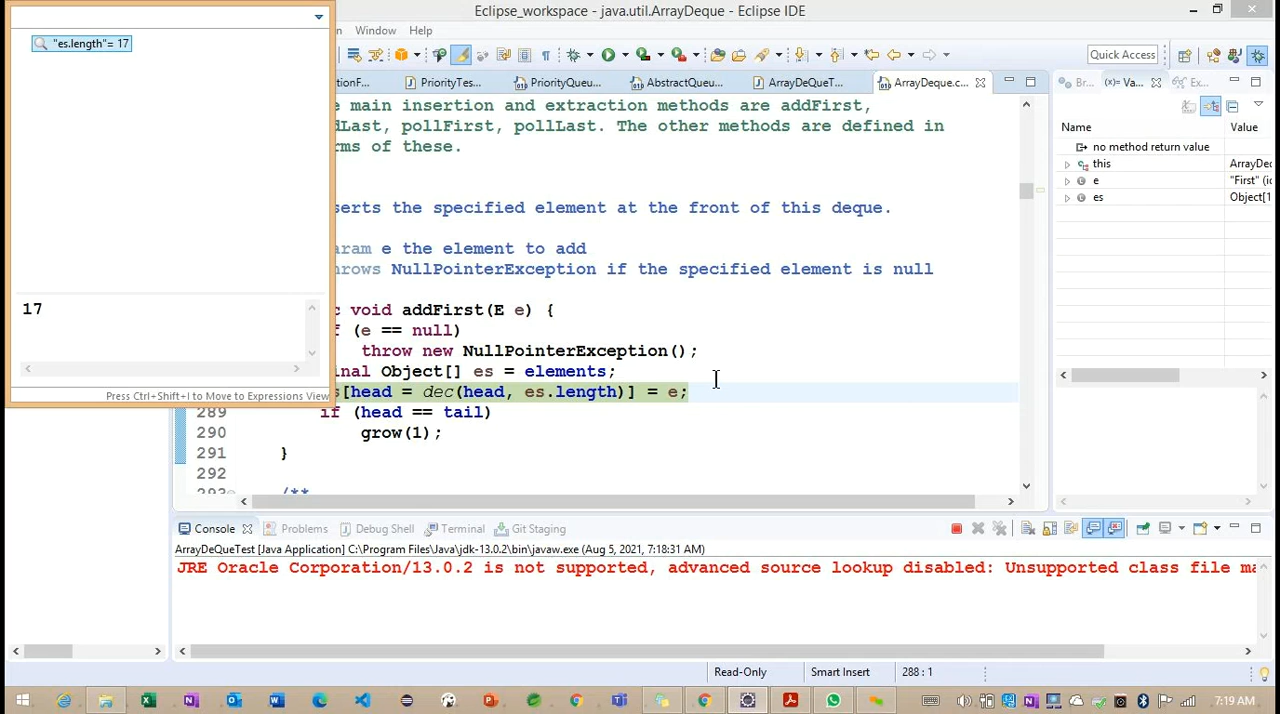 Eclipse_workspace - java.util.ArrayDeque - Eclipse IDE
"es.length"= 17
Window Help
Quick Access
PriorityTes...
PriorityQueu...
AbstractQueu...
ArrayDeQueT...
ArrayDeque.c...
Br...
(x)= Va...
Ex...
e main insertion and extraction methods are addFirst,
dLast, pollFirst, pollLast. The other methods are defined in
rms of these.
serts the specified element at the front of this deque.
aram e the element to add
hrows NullPointerException if the specified element is null
c void addFirst(E e) {
f (e == null)
throw new NullPointerException();
inal Object[] es = elements;
s[head = dec(head, es.length)] = e;
289 if (head == tail)
290 grow(1);
291 }
292
293 /**
17
Press Ctrl+Shift+I to Move to Expressions View
Name Value
no method return value
this ArrayDec
e "First" (ic
es Object[1
Console Problems Debug Shell Terminal Git Staging
ArrayDeQueTest [Java Application] C:\Program Files\Java\jdk-13.0.2\bin\javaw.exe (Aug 5, 2021, 7:18:31 AM)
JRE Oracle Corporation/13.0.2 is not supported, advanced source lookup disabled: Unsupported class file ma
Read-Only Smart Insert 288 : 1
7:19 AM